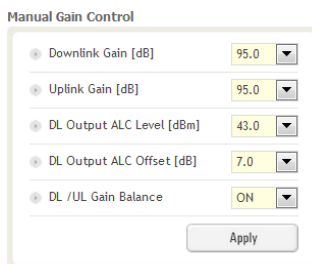 Manual Gain Control
Downlink Gain [dB] 95.0
Uplink Gain [dB] 95.0
DL Output ALC Level [dBm] 43.0
DL Output ALC Offset [dB] 7.0
DL /UL Gain Balance ON
Apply